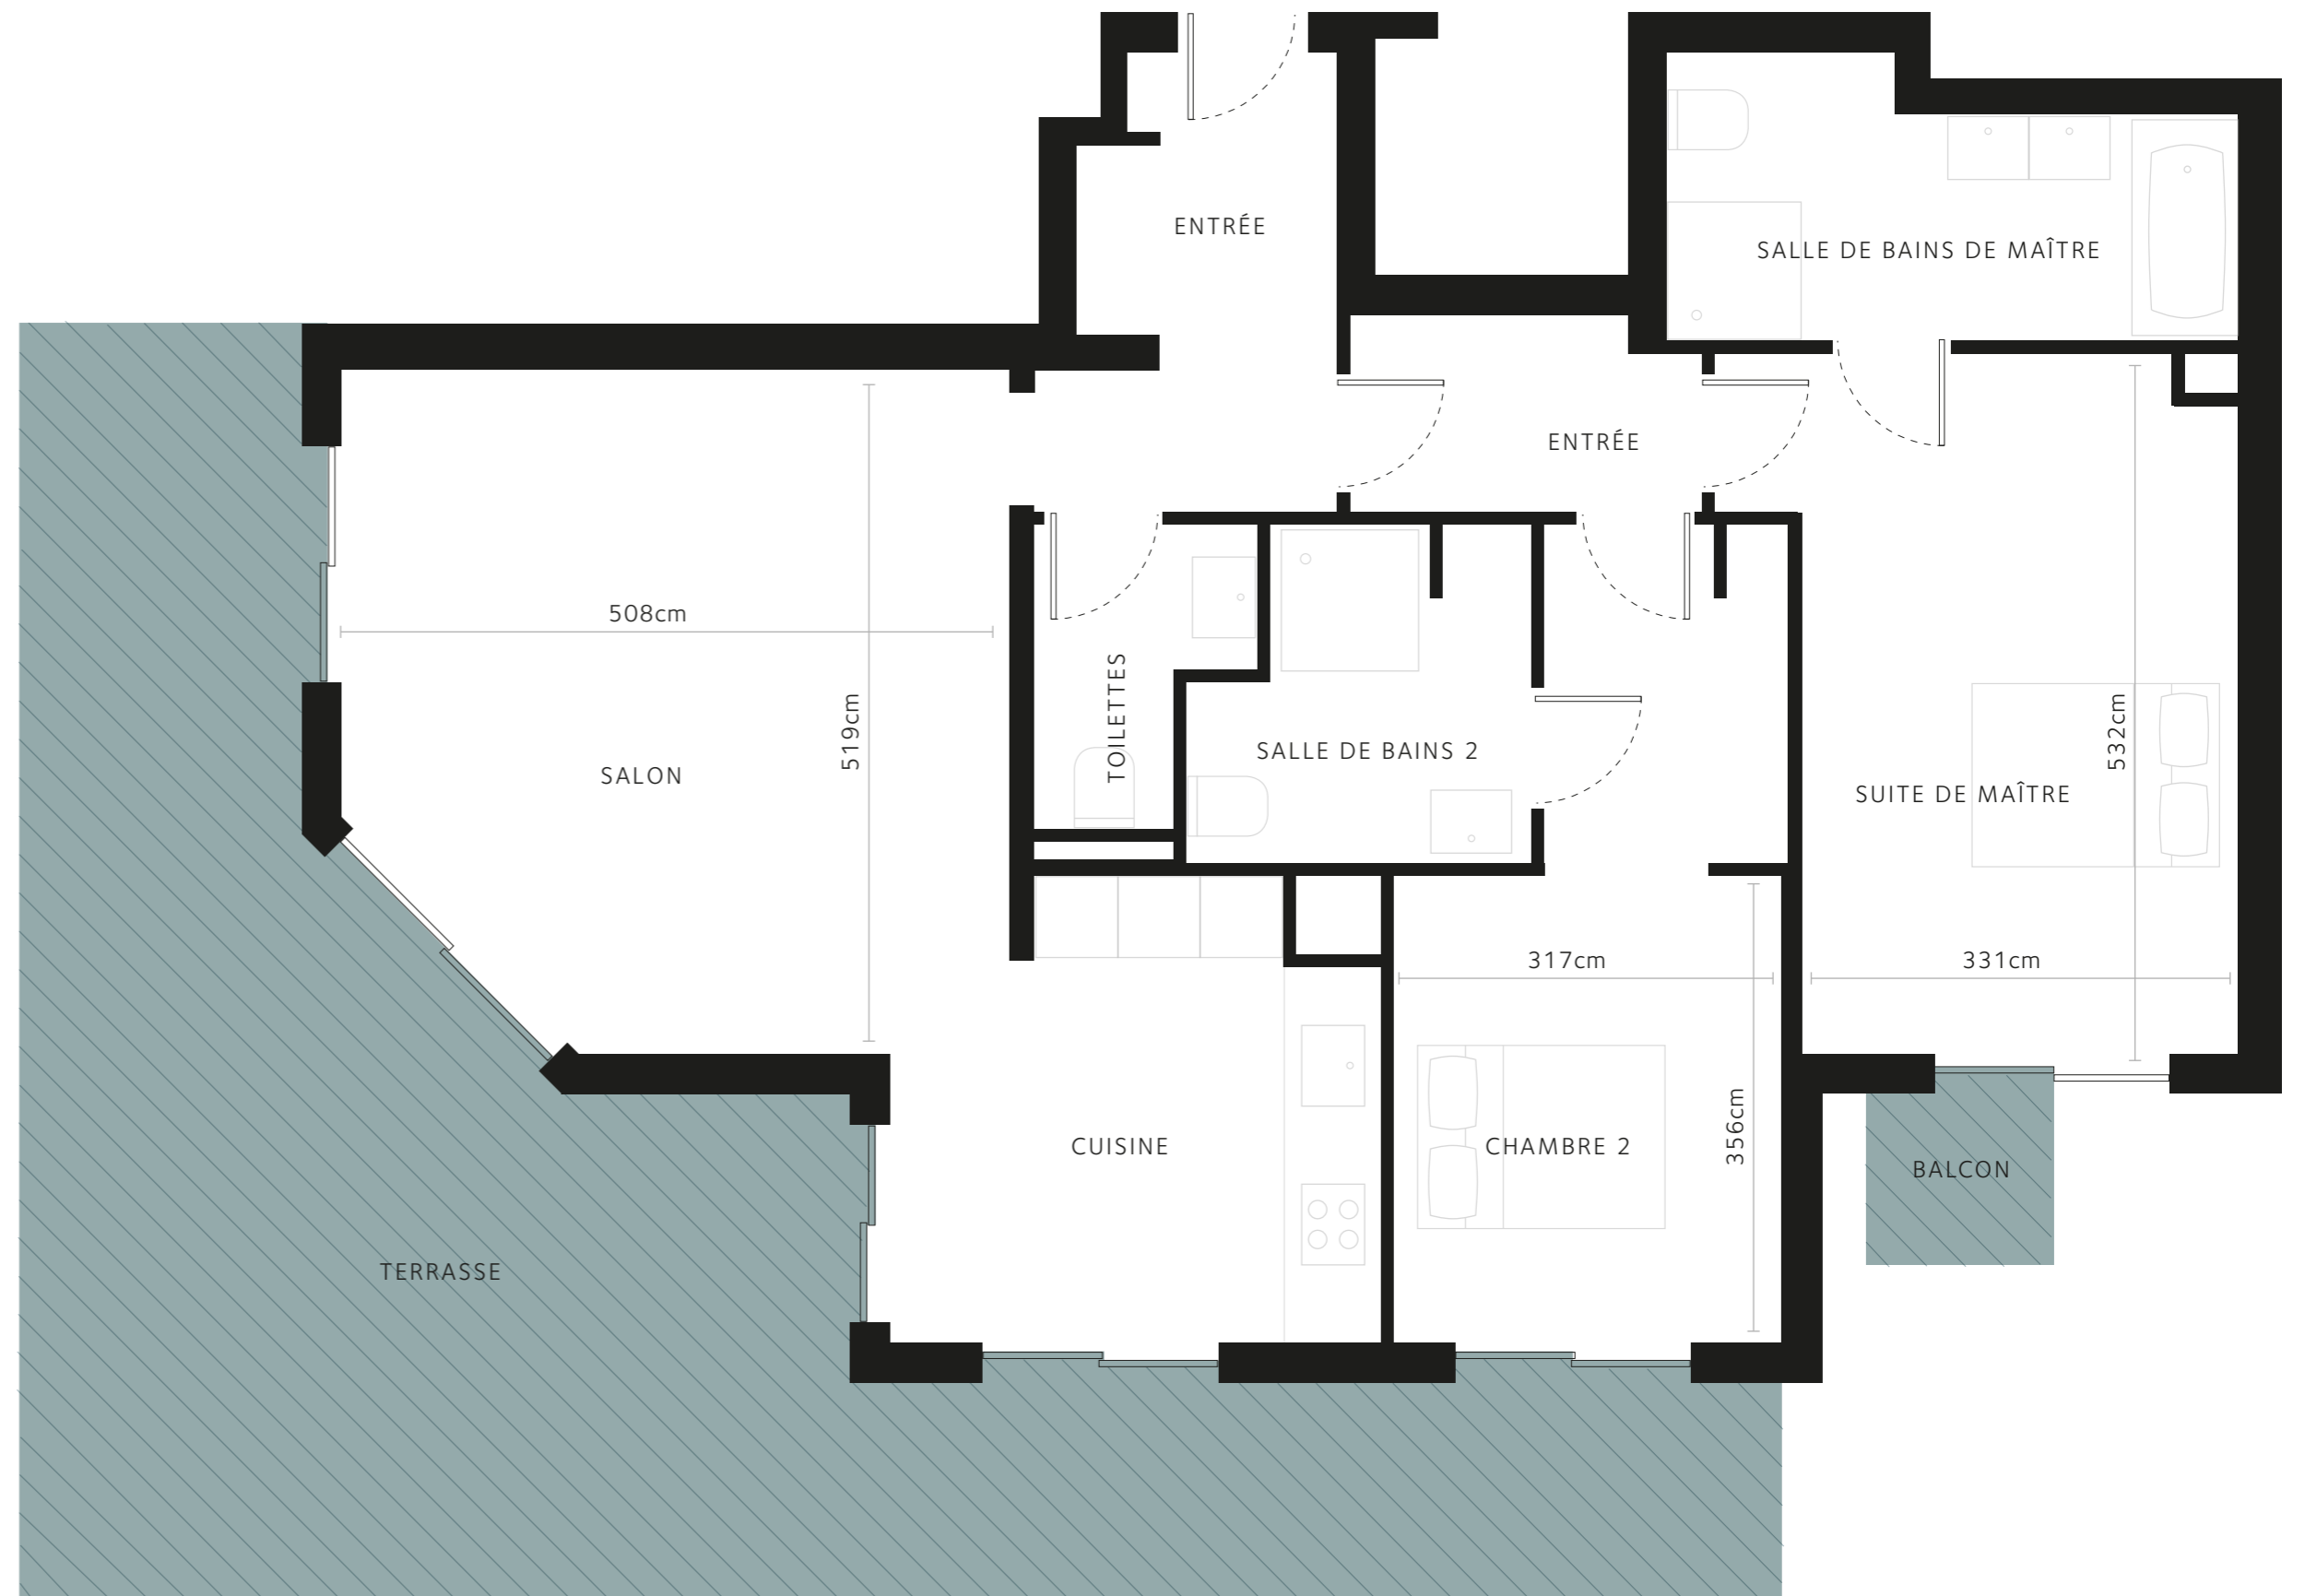 ENTRÉE
SALLE DE BAINS DE MAÎTRE
ENTRÉE
508cm
519cm
SALON
TOILETTES
SALLE DE BAINS 2
532cm
SUITE DE MAÎTRE
317cm
331cm
CUISINE
CHAMBRE 2
356cm
BALCON
TERRASSE